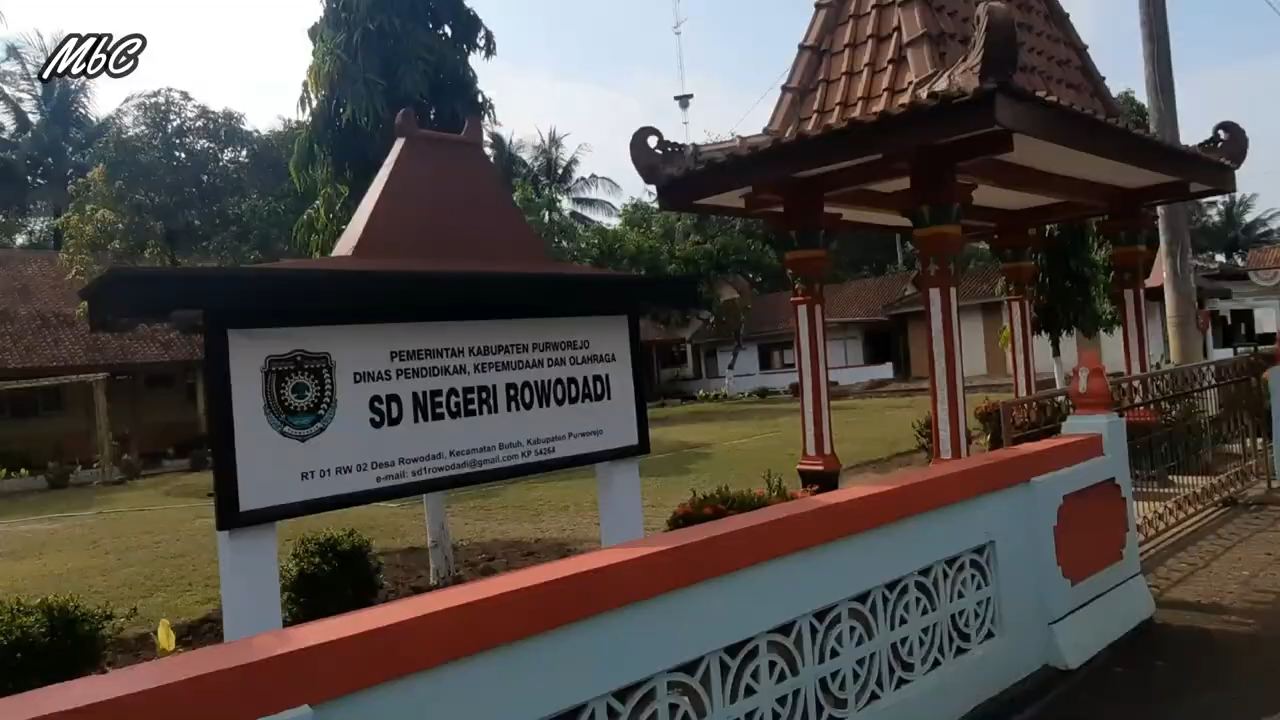 MbC
PEMERINTAH KABUPATEN PURWOREJO
DINAS PENDIDIKAN, KEPEMUDAAN DAN OLAHRAGA
SD NEGERI ROWODADI
RT 01 RW 02 Desa Rowodadi, Kecamatan Butuh, Kabupaten Purworejo
e-mail: sd1rowodadi@gmail.com KP 54264